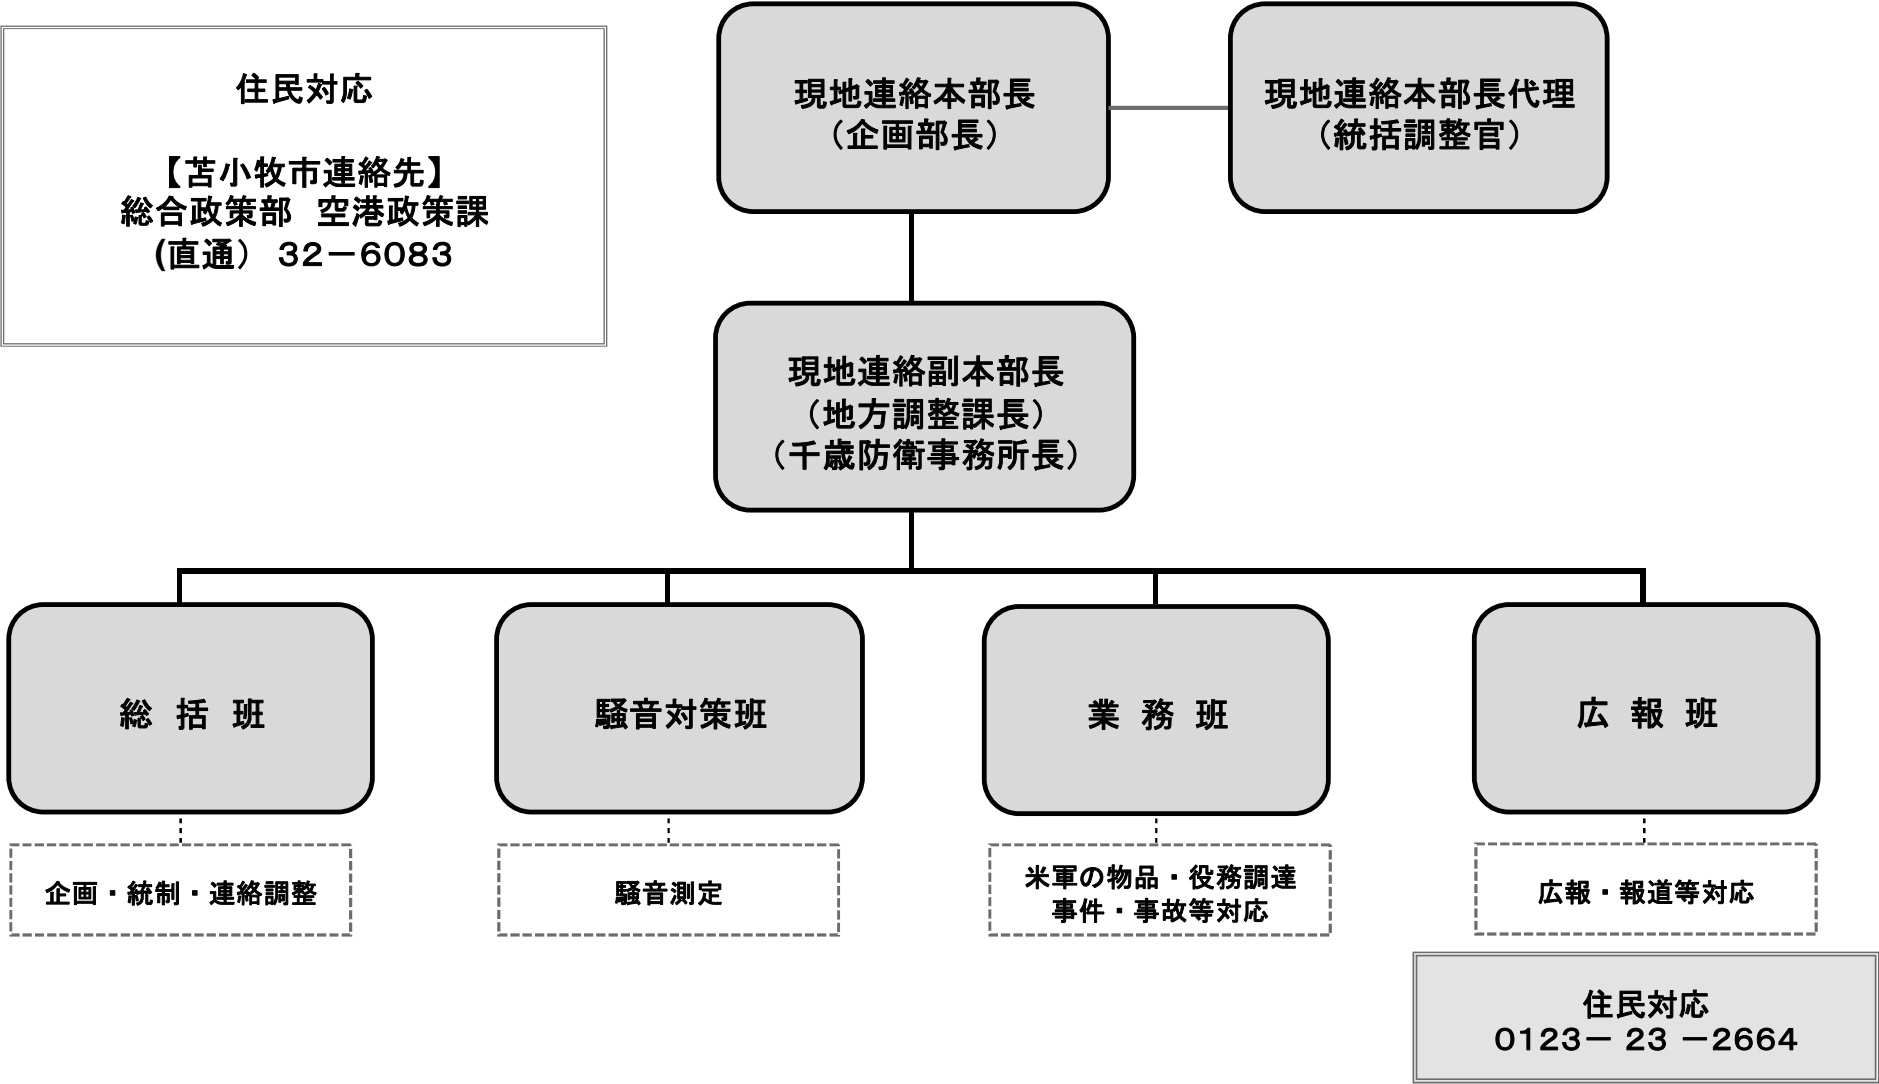 住民対応
【苫小牧市連絡先】
総合政策部　空港政策課
(直通）　３２－６０８３
現地連絡本部長
（企画部長）
現地連絡本部長代理
（統括調整官）
現地連絡副本部長
（地方調整課長）
（千歳防衛事務所長）
総　括　班
騒音対策班
業　務　班
広　報　班
企画・統制・連絡調整
騒音測定
米軍の物品・役務調達
事件・事故等対応
広報・報道等対応
住民対応
０１２３－ ２３ －２６６４